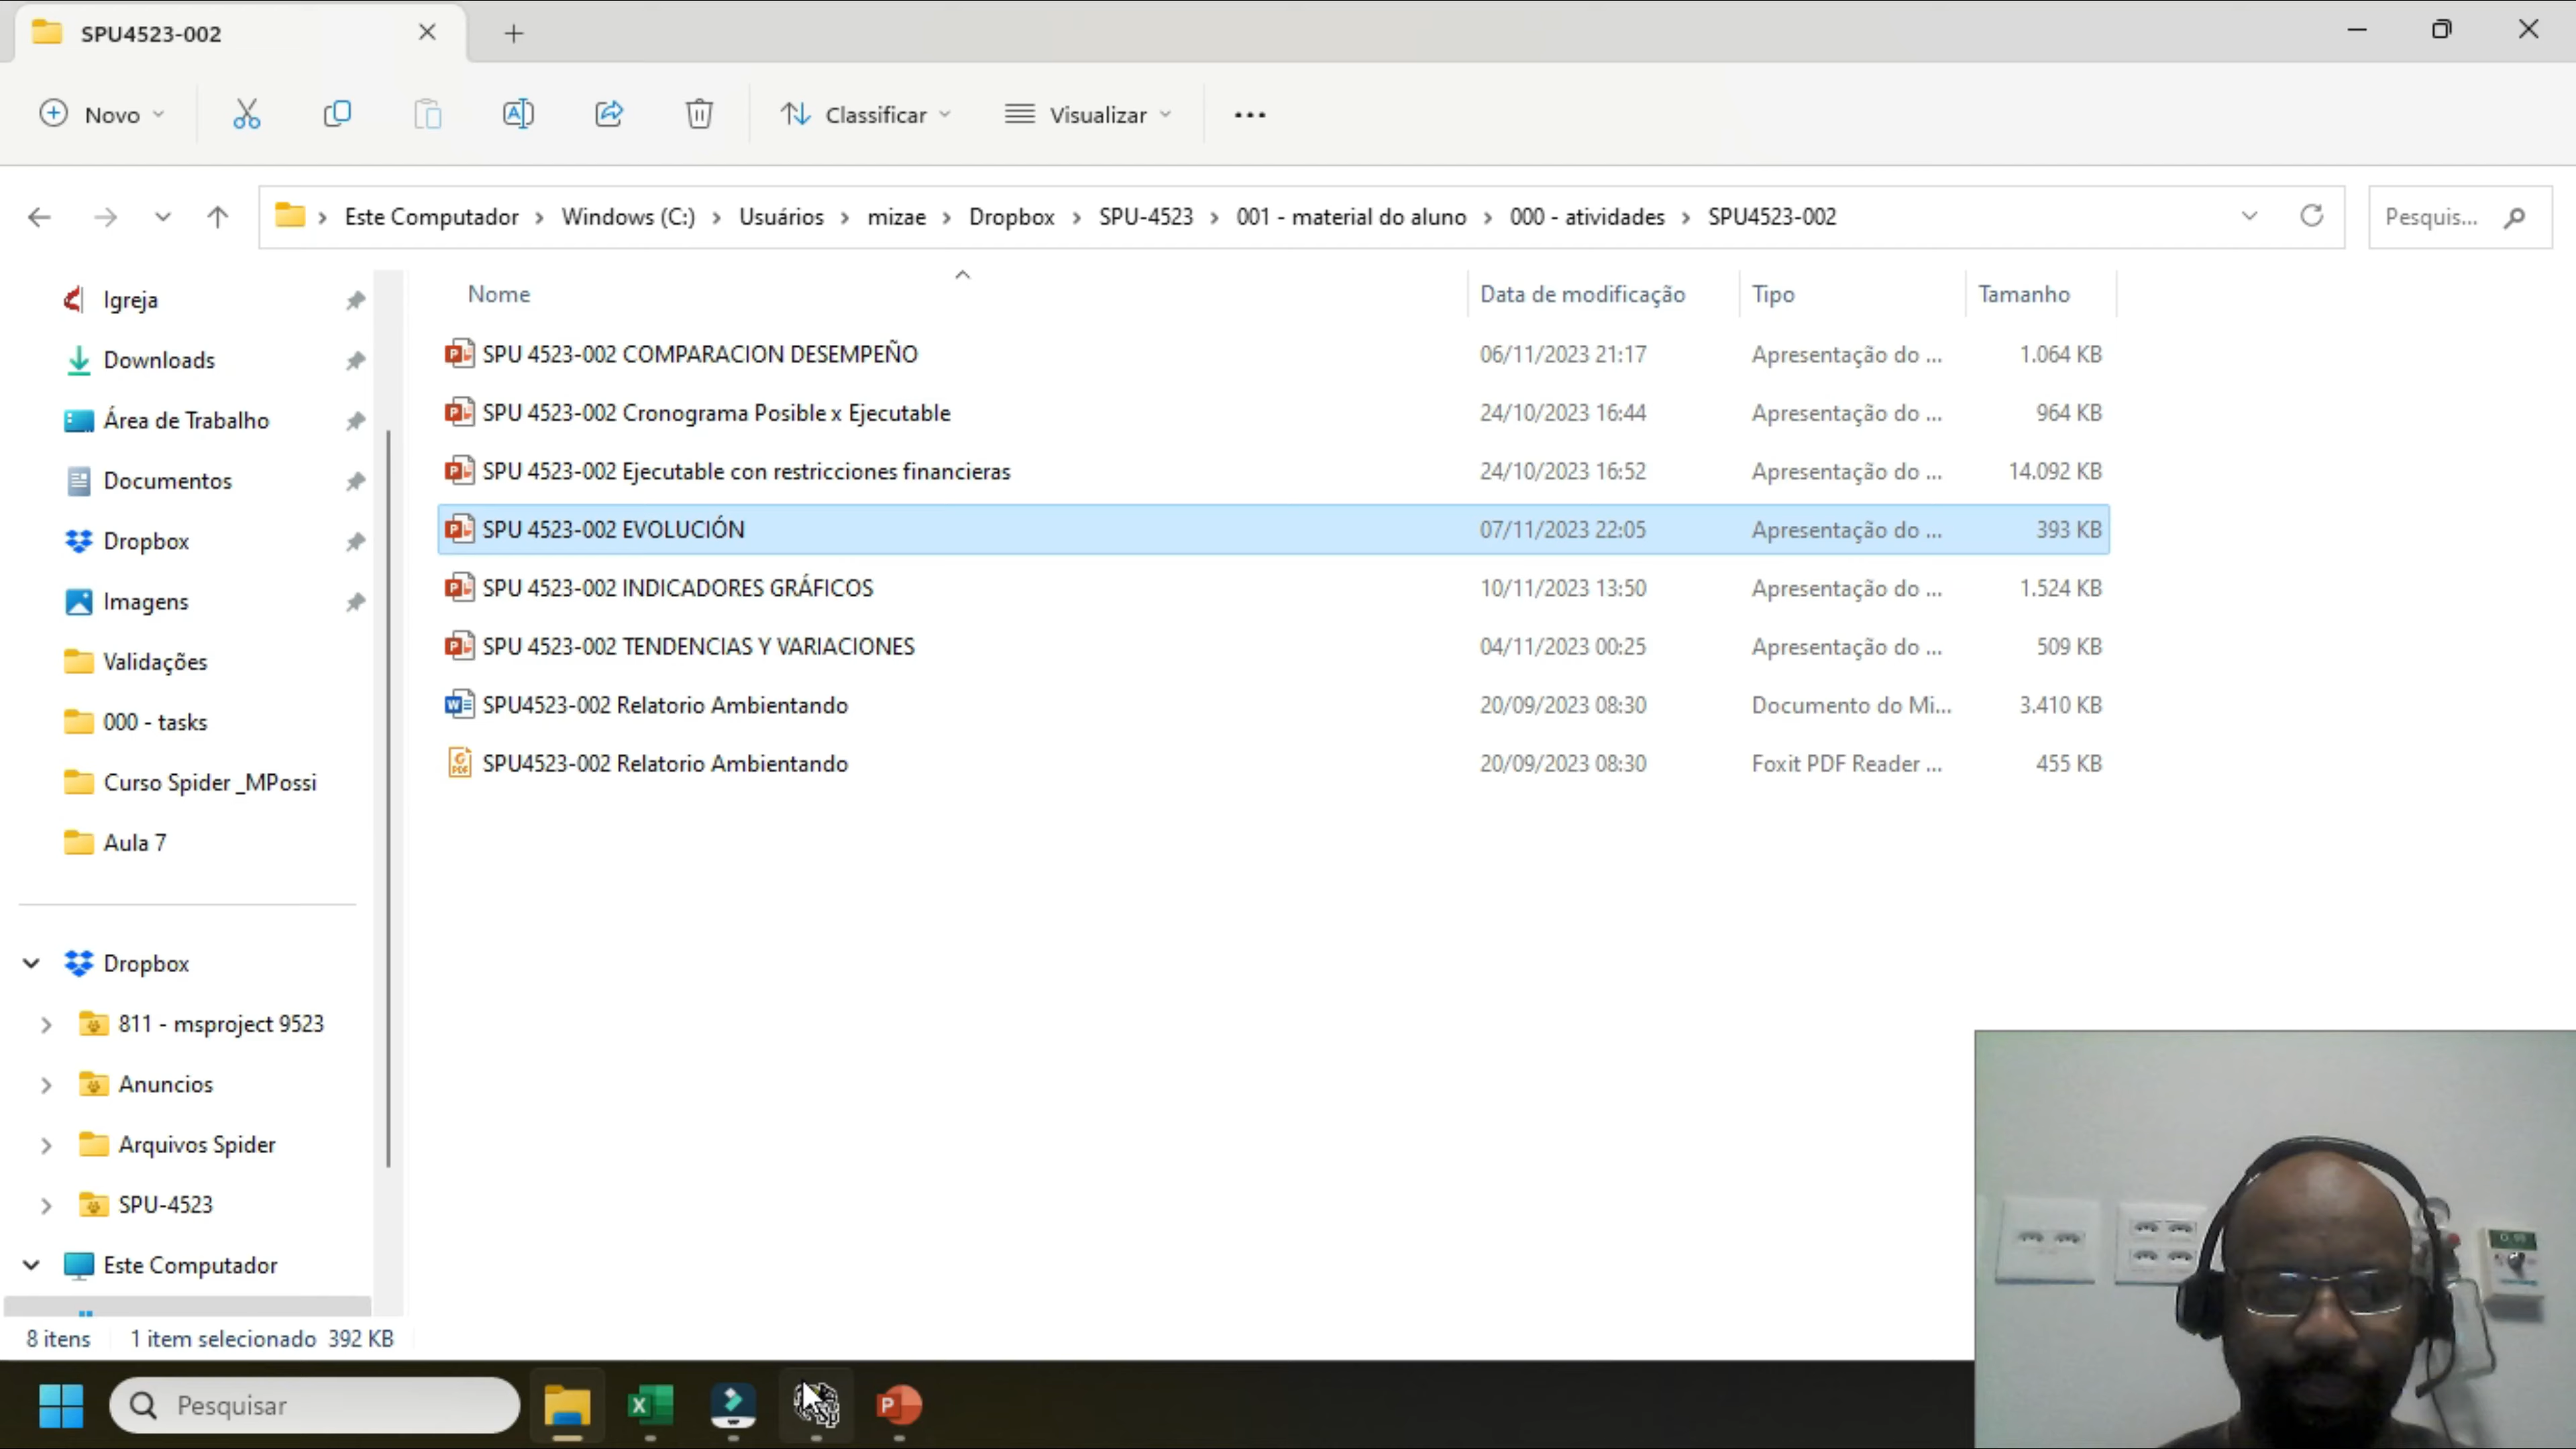 SPU4523-002
Novo
Classificar
Visualizar
Este Computador > Windows (C:) > Usuários > mizae > Dropbox > SPU-4523 > 001 - material do aluno > 000 - atividades > SPU4523-002
Pesquis...
Nome Data de modificação Tipo Tamanho
SPU 4523-002 COMPARACION DESEMPEÑO 06/11/2023 21:17 Apresentação do ... 1.064 KB
SPU 4523-002 Cronograma Posible x Ejecutable 24/10/2023 16:44 Apresentação do ... 964 KB
SPU 4523-002 Ejecutable con restricciones financieras 24/10/2023 16:52 Apresentação do ... 14.092 KB
SPU 4523-002 EVOLUCIÓN 07/11/2023 22:05 Apresentação do ... 393 KB
SPU 4523-002 INDICADORES GRÁFICOS 10/11/2023 13:50 Apresentação do ... 1.524 KB
SPU 4523-002 TENDENCIAS Y VARIACIONES 04/11/2023 00:25 Apresentação do ... 509 KB
SPU4523-002 Relatorio Ambientando 20/09/2023 08:30 Documento do Mi... 3.410 KB
SPU4523-002 Relatorio Ambientando 20/09/2023 08:30 Foxit PDF Reader ... 455 KB
Igreja
Downloads
Área de Trabalho
Documentos
Dropbox
Imagens
Validações
000 - tasks
Curso Spider _MPossi
Aula 7
Dropbox
811 - msproject 9523
Anuncios
Arquivos Spider
SPU-4523
Este Computador
8 itens 1 item selecionado 392 KB
Pesquisar